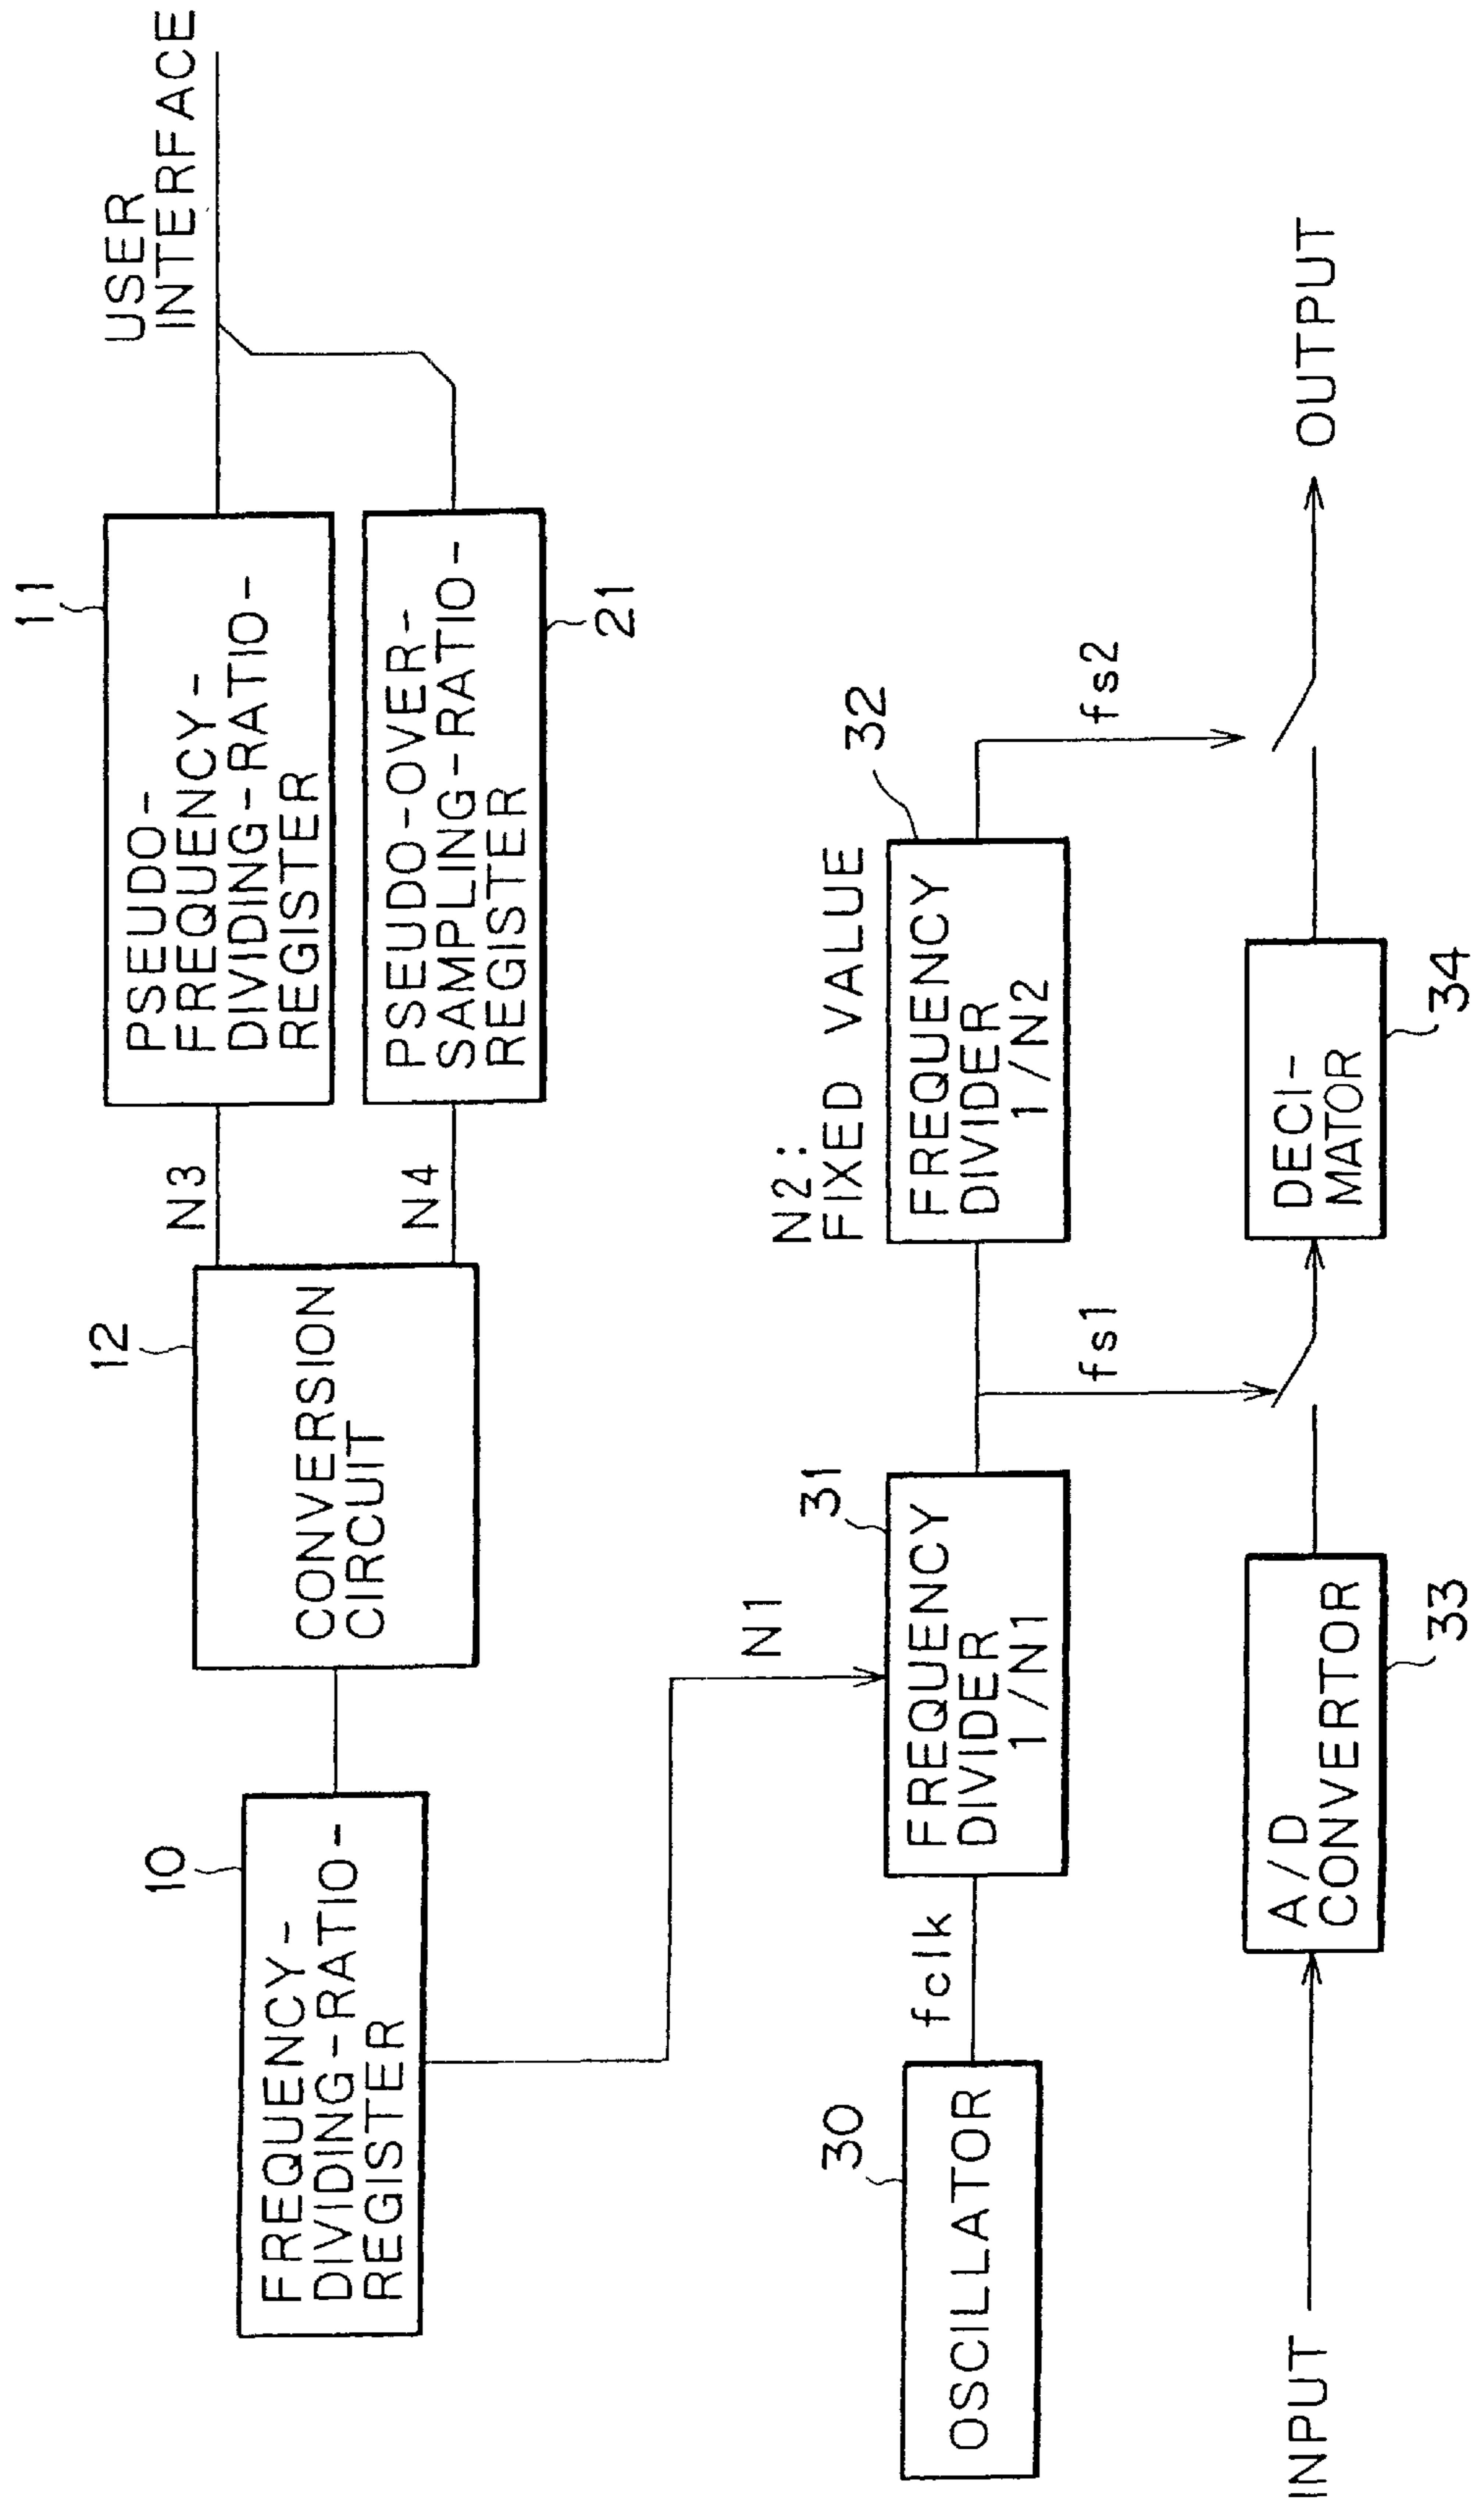 USER
INTERFACE
11
PSEUDO-
FREQUENCY-
DIVIDING-RATIO-
REGISTER
PSEUDO-OVER-
SAMPLING-RATIO-
REGISTER
21
N3
N4
12
CONVERSION
CIRCUIT
10
FREQUENCY-
DIVIDING-RATIO-
REGISTER
N1
30
OSCILLATOR
fclk
31
FREQUENCY
DIVIDER
1/N1
fs1
N2:
FIXED VALUE
32
FREQUENCY
DIVIDER
1/N2
fs2
INPUT
A/D
CONVERTOR
33
DECI-
MATOR
34
OUTPUT